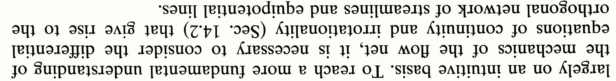 largely on an intuitive basis. To reach a more fundamental understanding of
the mechanics of the flow net, it is necessary to consider the differential
equations of continuity and irrotationality (Sec. 14.2) that give rise to the
orthogonal network of streamlines and equipotential lines.